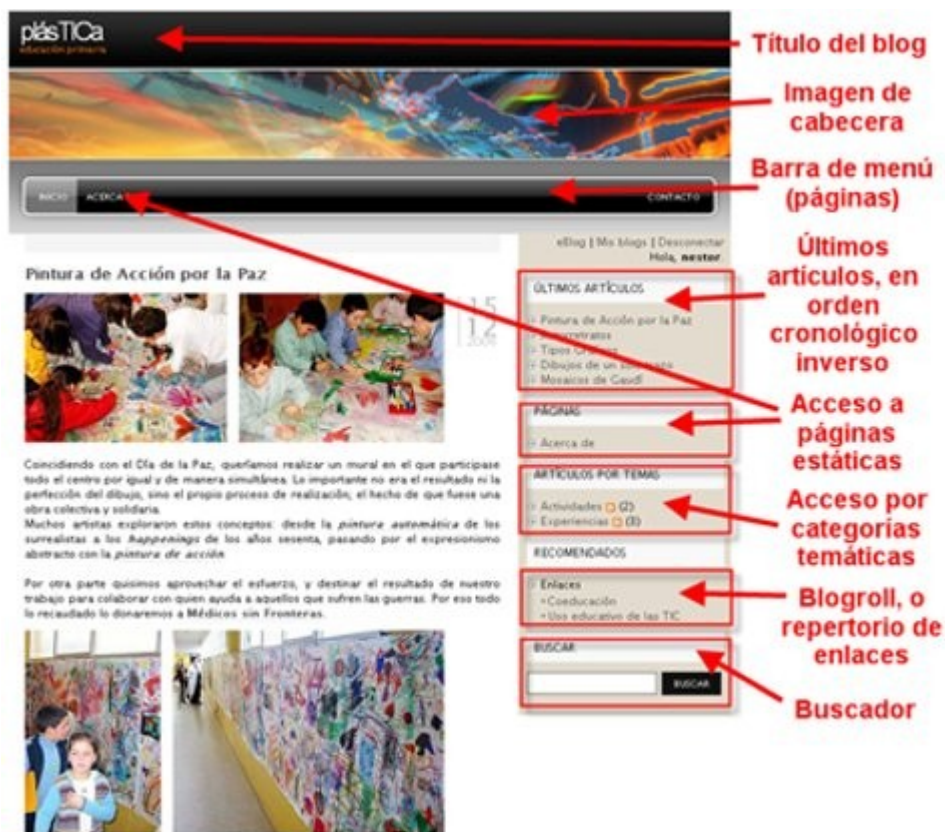 plásTICa
educación primaria
Título del blog
Imagen de
cabecera
Barra de menú
(páginas)
INICIO ACERCA
CONTACTO
eBlog | Mis blogs | Desconectar
Hola, nestor.
Últimos
artículos, en
orden
cronológico
inverso
Pintura de Acción por la Paz
15
12
ÚLTIMOS ARTÍCULOS
Pintura de Acción por la Paz
Tipos
Dibujos de un
Mosaicos de Gaudí
PÁGINAS
Acerca de
Acceso a
páginas
estáticas
Coincidiendo con el Día de la Paz, queríamos realizar un mural en el que participase
todo el centro por igual y de manera simultánea. Lo importante no era el resultado ni la
perfección del dibujo, sino el propio proceso de realización, el hecho de que fuese una
obra colectiva y solidaria.
Muchos artistas exploraron estos conceptos: desde la pintura automática de los
surrealistas a los happenings de los años sesenta, pasando por el expresionismo
abstracto con la pintura de acción
Por otra parte quisimos aprovechar el esfuerzo, y destinar el resultado de nuestro
trabajo para colaborar con quien ayuda a aquellos que sufren las guerras. Por eso todo
lo recaudado lo donaremos a Médicos sin Fronteras.
ARTÍCULOS POR TEMAS
Actividades (2)
Experiencias (3)
Acceso por
categorías
temáticas
RECOMENDADOS
Enlaces
Coeducación
Uso educativo de las TIC
Blogroll, o
repertorio de
enlaces
BUSCAR
BUSCAR
Buscador